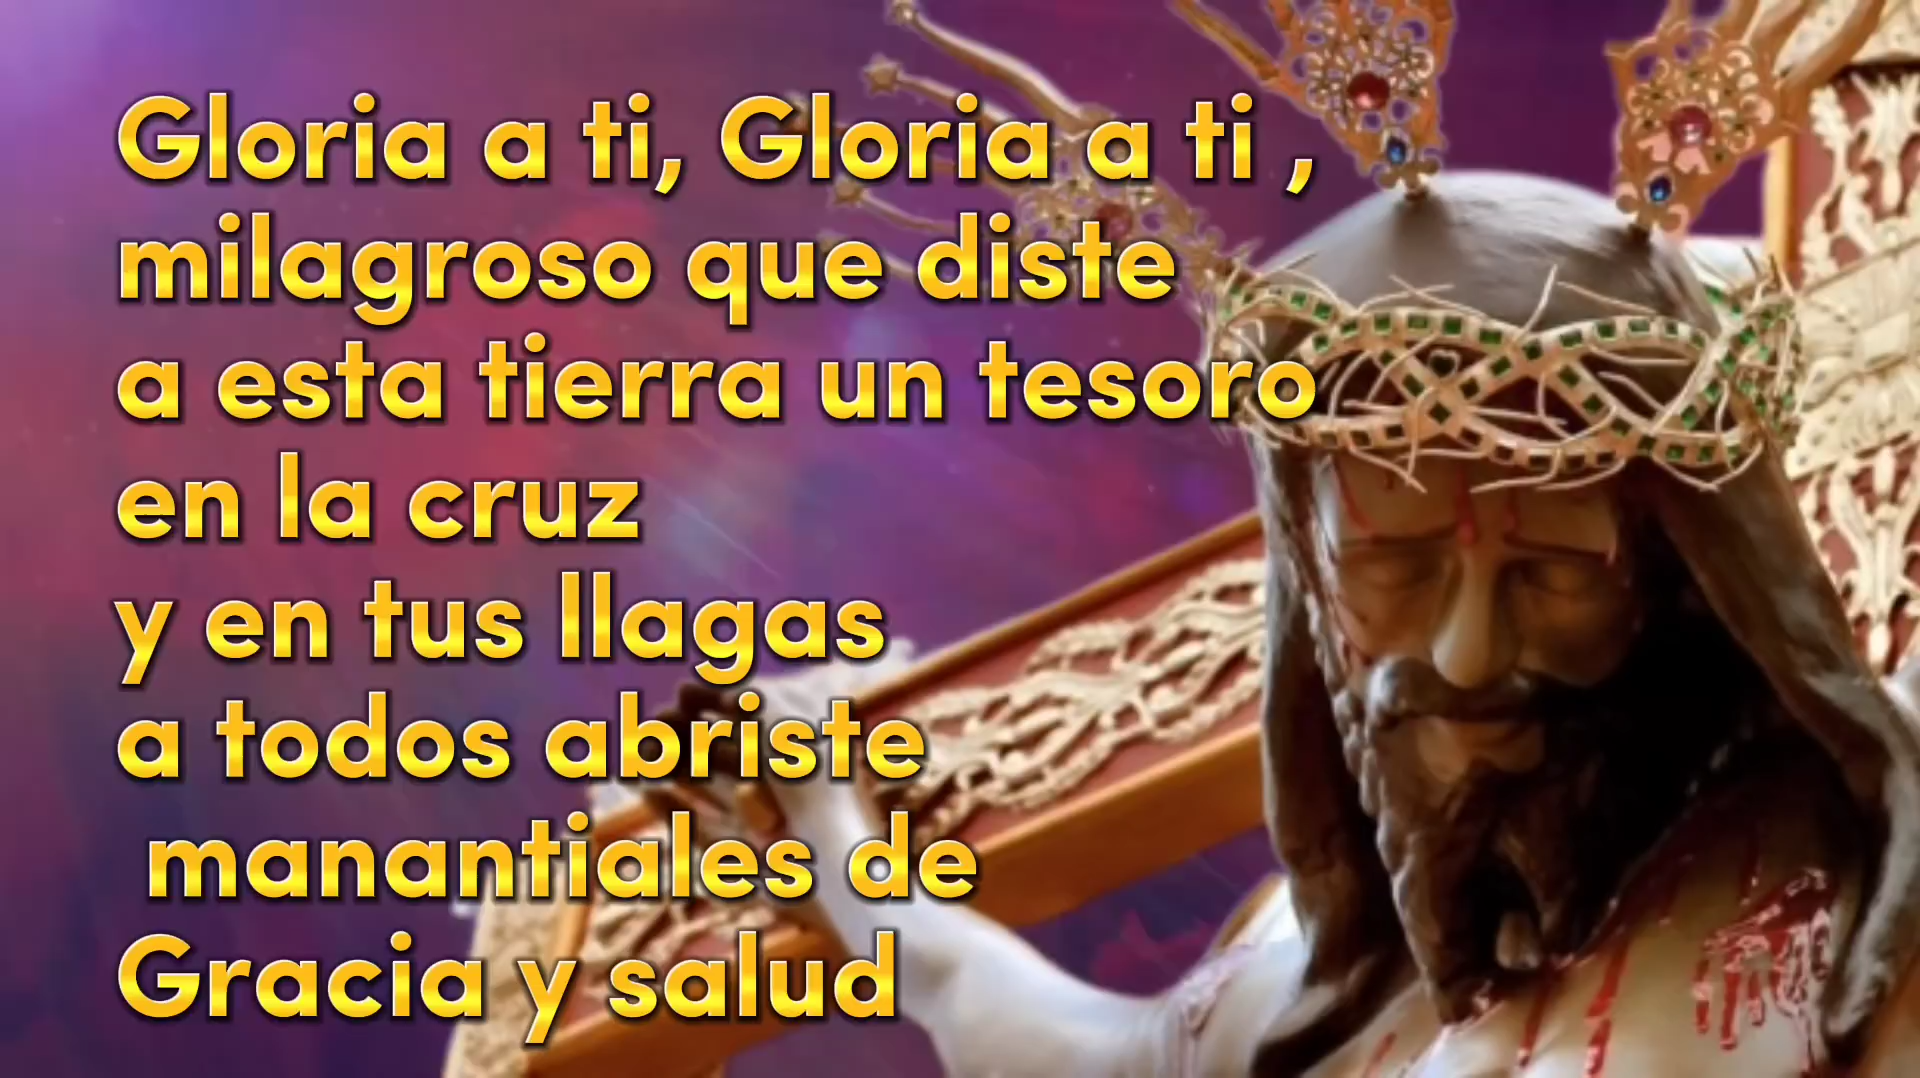 Gloria a ti, Gloria a ti ,
milagroso que diste
a esta tierra un tesoro
en la cruz
y en tus llagas
a todos abriste
manantiales de
Gracia y salud